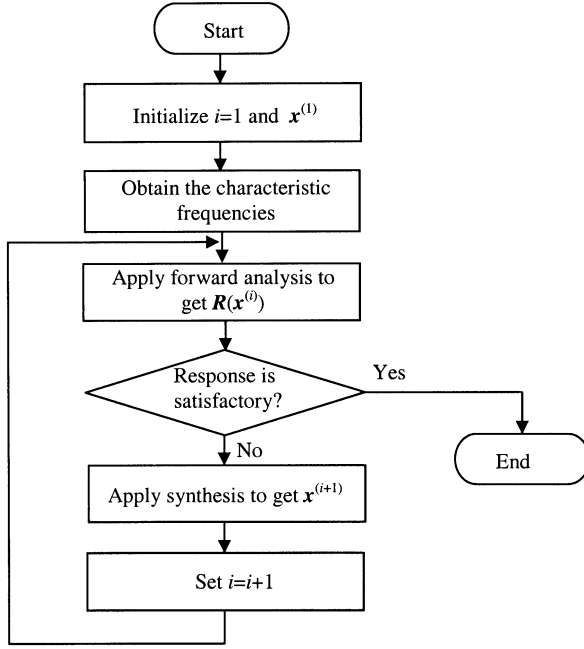 Start
Initialize i=1 and x^(1)
Obtain the characteristic
frequencies
Apply forward analysis to
get R(x^(i))
Response is
satisfactory?
Yes
No
End
Apply synthesis to get x^(i+1)
Set i=i+1